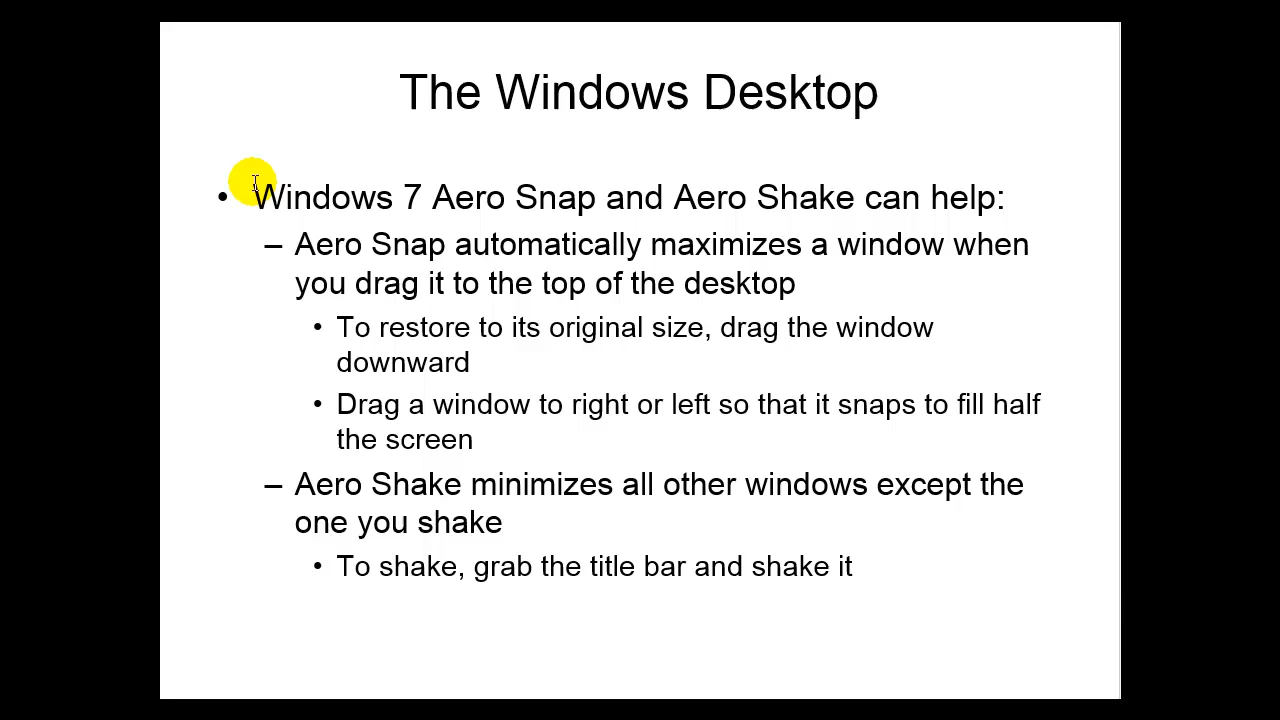 The Windows Desktop
• Windows 7 Aero Snap and Aero Shake can help:
– Aero Snap automatically maximizes a window when
you drag it to the top of the desktop
• To restore to its original size, drag the window
downward
• Drag a window to right or left so that it snaps to fill half
the screen
– Aero Shake minimizes all other windows except the
one you shake
• To shake, grab the title bar and shake it